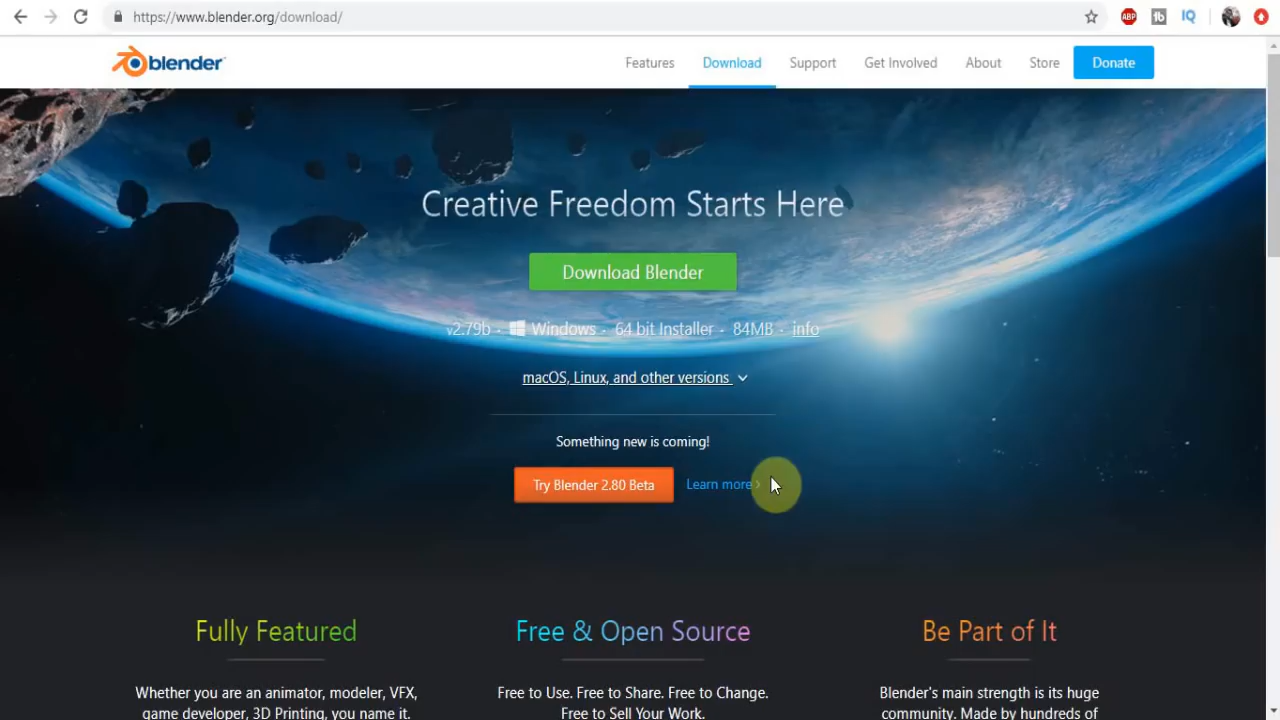 https://www.blender.org/download/
ABP
IQ
blender
Features
Download
Support
Get Involved
About
Store
Donate
Creative Freedom Starts Here
Download Blender
v2.79b · Windows · 64 bit Installer · 84MB · info
macOS, Linux, and other versions
Something new is coming!
Try Blender 2.80 Beta
Learn more ›
Fully Featured
Whether you are an animator, modeler, VFX,
game developer, 3D Printing, you name it.
Free & Open Source
Free to Use. Free to Share. Free to Change.
Free to Sell Your Work.
Be Part of It
Blender's main strength is its huge
community. Made by hundreds of